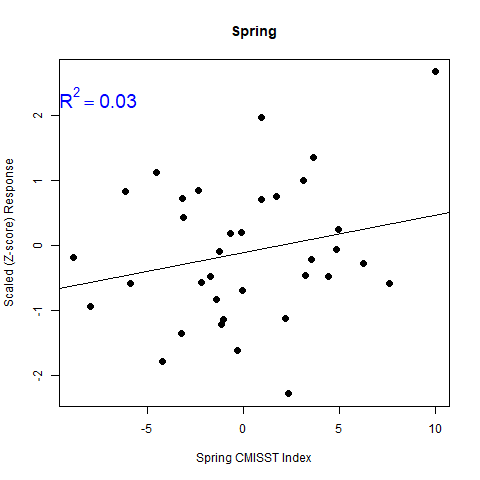 Spring
R² = 0.03
Scaled (Z-score) Response
2
1
0
-1
-2
-5 0 5 10
Spring CMISST Index